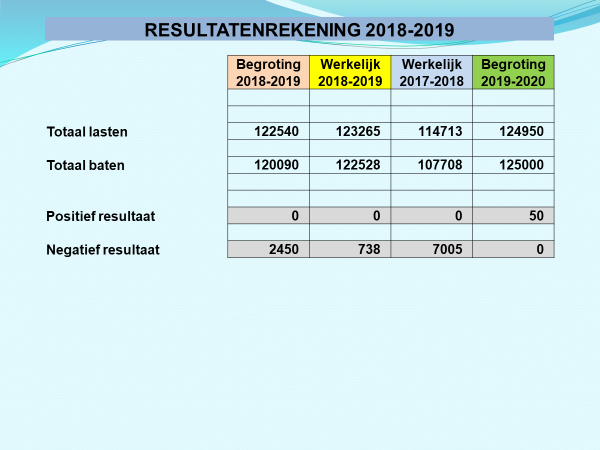 RESULTATENREKENING 2018-2019
Begroting Werkelijk Werkelijk Begroting
2018-2019 2018-2019 2017-2018 2019-2020
Totaal lasten 122540 123265 114713 124950
Totaal baten 120090 122528 107708 125000
Positief resultaat 0 0 0 50
Negatief resultaat 2450 738 7005 0